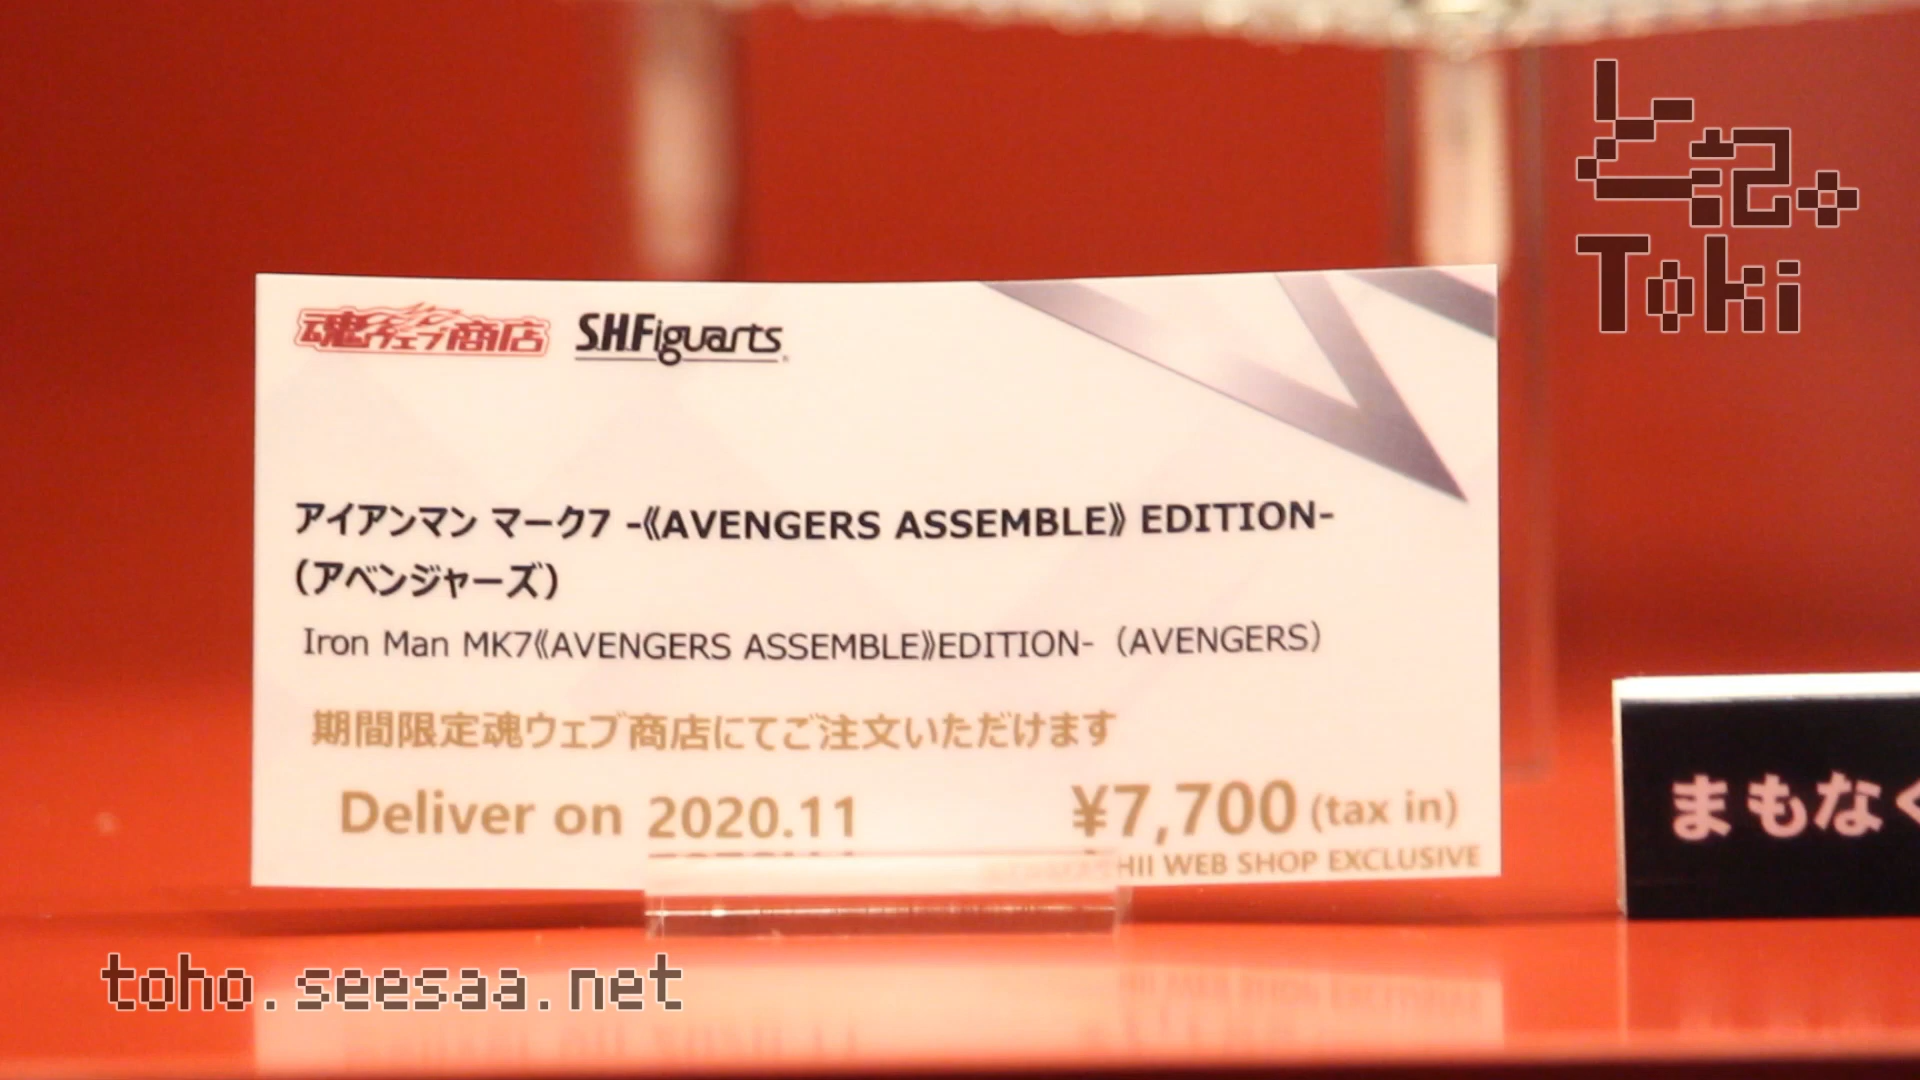 と記。
Toki
魂ウェブ商店 S.H.Figuarts
アイアンマン マーク7 -《AVENGERS ASSEMBLE》 EDITION-
（アベンジャーズ）
Iron Man MK7《AVENGERS ASSEMBLE》EDITION-（AVENGERS）
期間限定魂ウェブ商店にてご注文いただけます
Deliver on 2020.11 ¥7,700 (tax in)
WEB SHOP EXCLUSIVE
まもなく
toho.seesaa.net